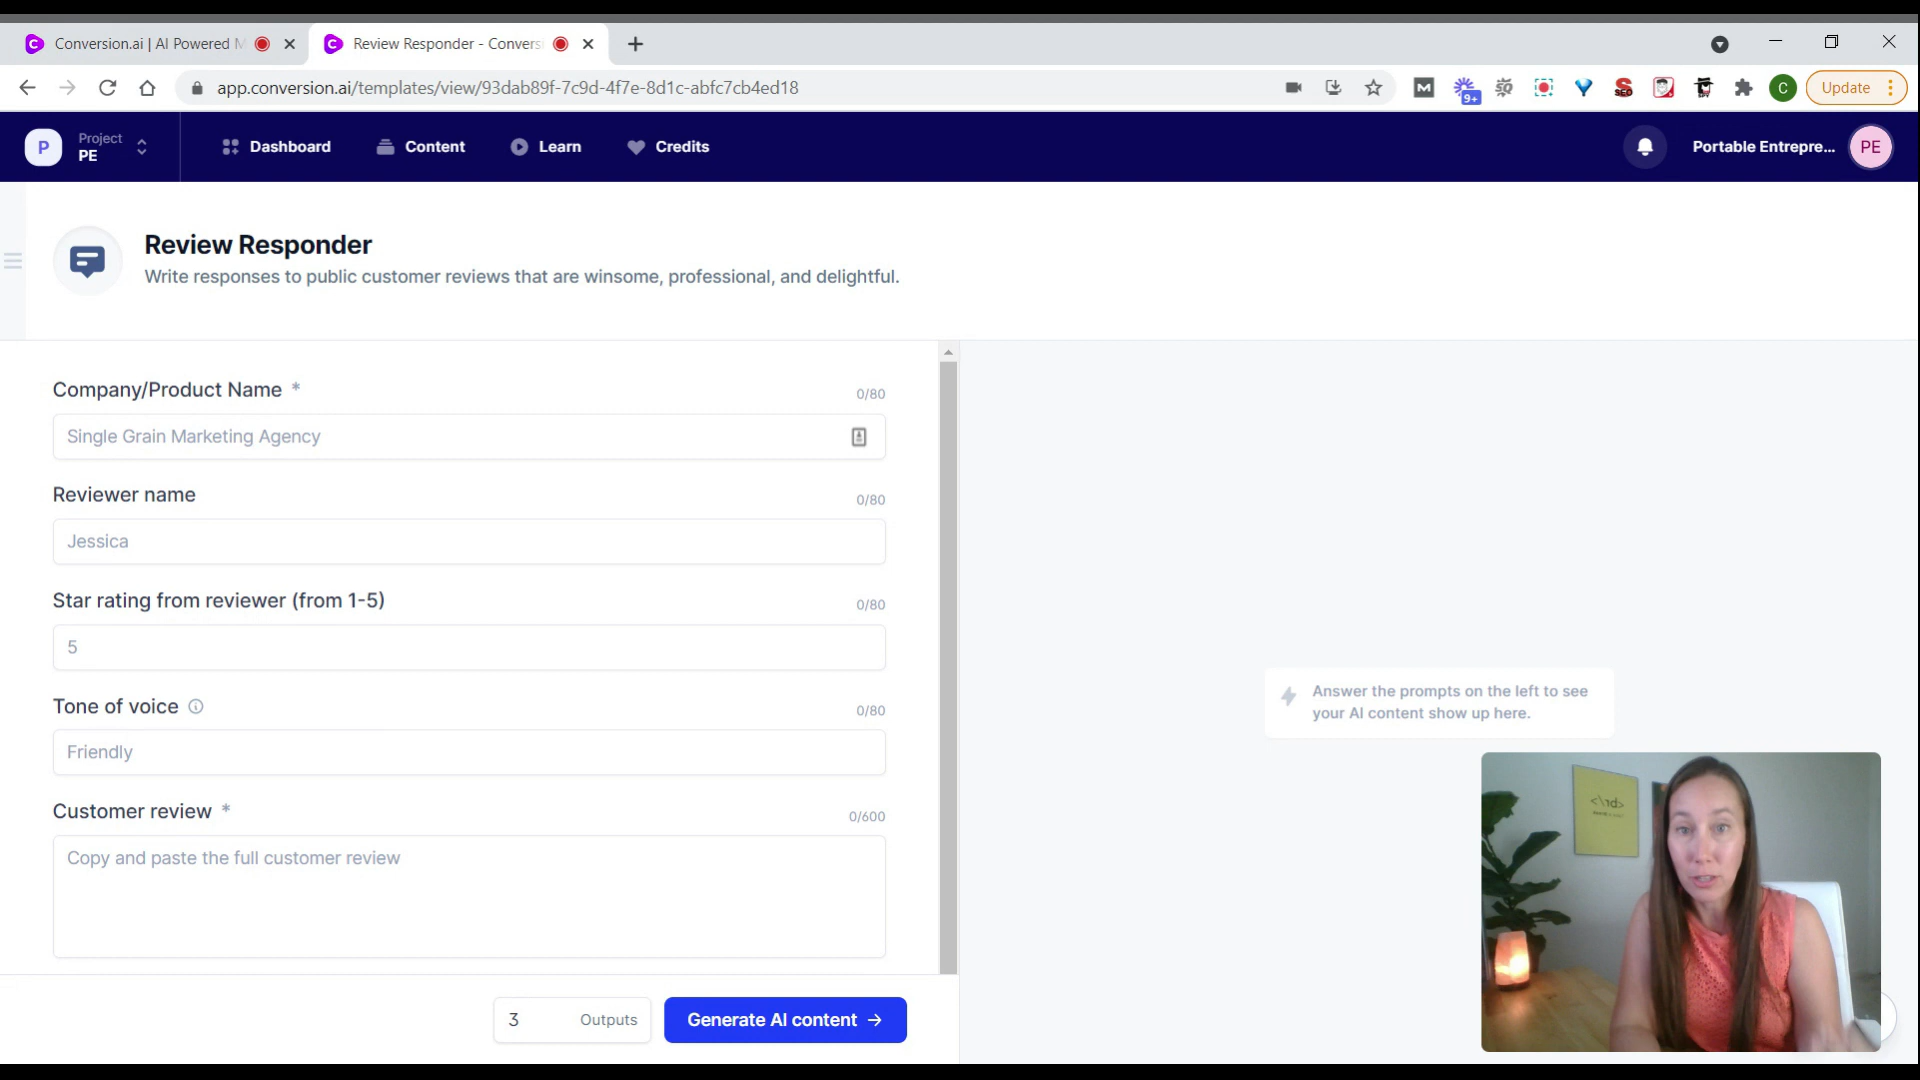 Conversion.ai | AI Powered M
Review Responder - Convers
app.conversion.ai/templates/view/93dab89f-7c9d-4f7e-8d1c-abfc7cb4ed18
9+
SEO
C
Update
P
Project
PE
Dashboard
Content
Learn
Credits
Portable Entrepre...
PE
Review Responder
Write responses to public customer reviews that are winsome, professional, and delightful.
Company/Product Name *
0/80
Single Grain Marketing Agency
Reviewer name
0/80
Jessica
Star rating from reviewer (from 1-5)
0/80
5
Tone of voice
0/80
Friendly
Customer review *
0/600
Copy and paste the full customer review
3 Outputs
Generate AI content
Answer the prompts on the left to see
your AI content show up here.